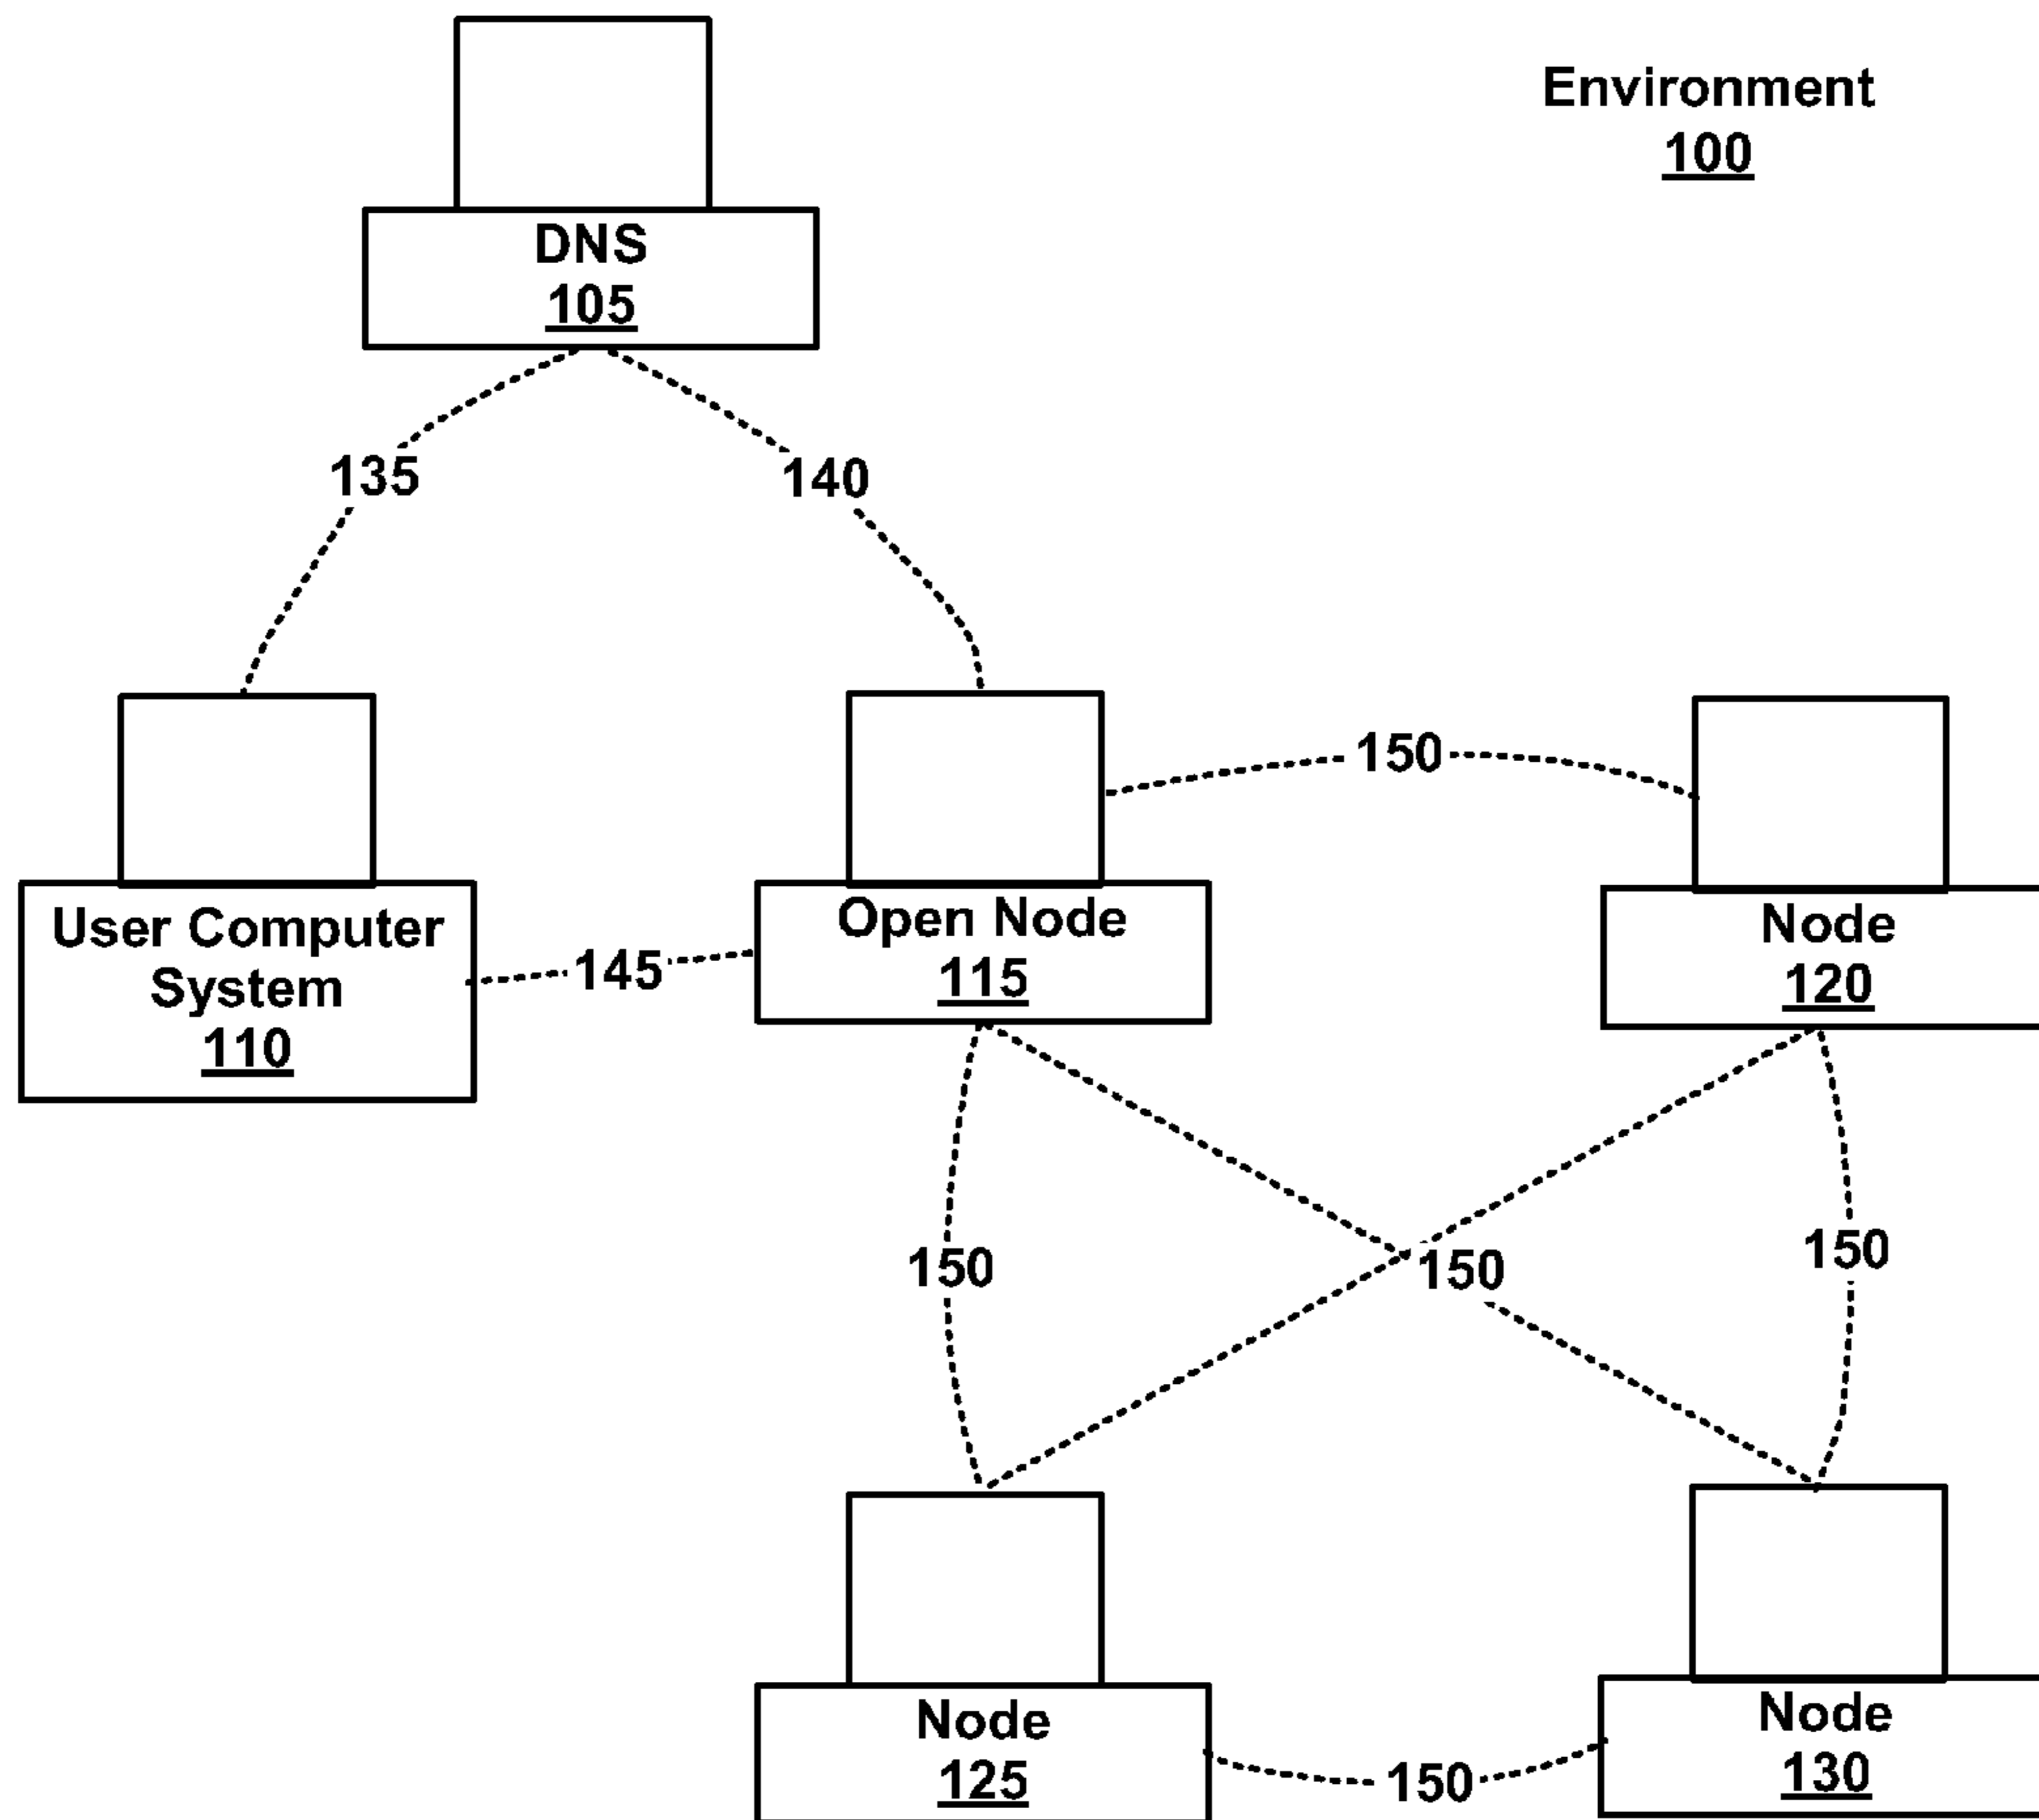 Environment
100
DNS
105
135
140
150
User Computer
System
110
145
Open Node
115
Node
120
150
150
150
Node
125
150
Node
130